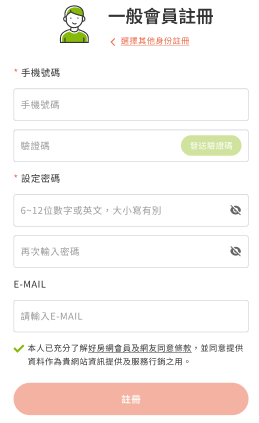 一般會員註冊
選擇其他身份註冊
* 手機號碼
手機號碼
驗證碼 發送驗證碼
* 設定密碼
6~12位數字或英文，大小寫有別
再次輸入密碼
E-MAIL
請輸入E-MAIL
本人已充分了解好房網會員及網友同意條款，並同意提供
資料作為貴網站資訊提供及服務行銷之用。
註冊